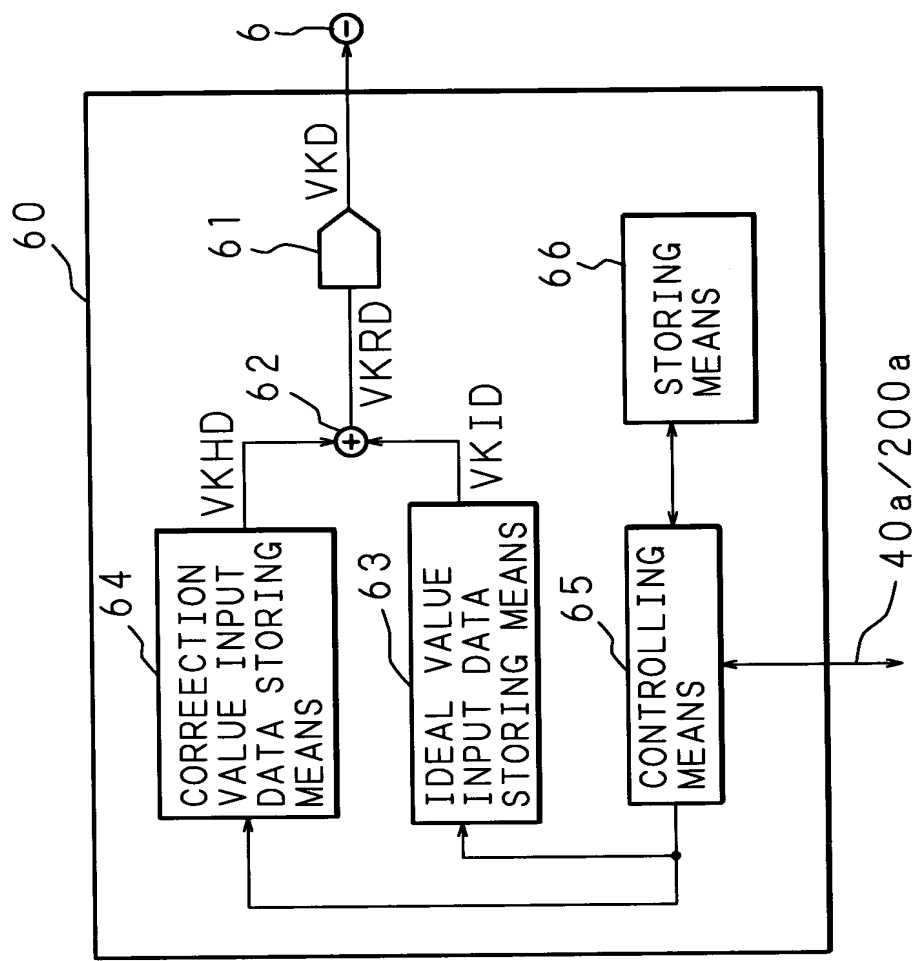 60
64
CORREECTION
VALUE INPUT
DATA STORING
MEANS
VKHD
62
VKRD
61
VKD
6
63
IDEAL VALUE
INPUT DATA
STORING MEANS
VKID
65
CONTROLLING
MEANS
66
STORING
MEANS
40a/200a